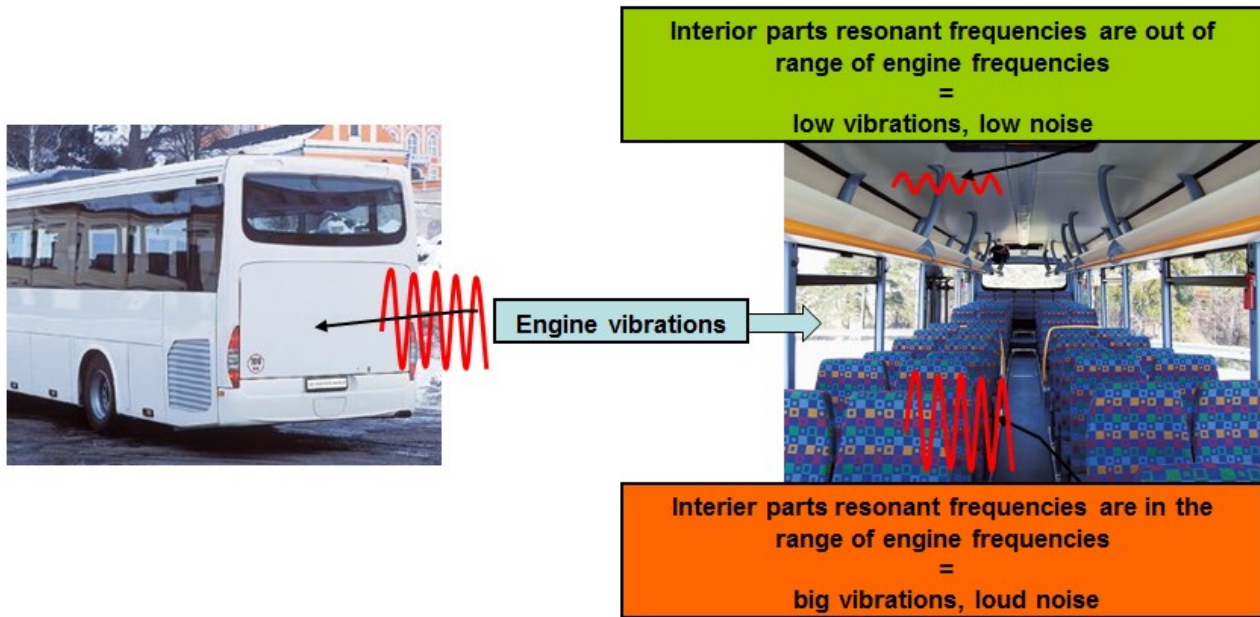 Interior parts resonant frequencies are out of
range of engine frequencies
=
low vibrations, low noise
Engine vibrations
Interier parts resonant frequencies are in the
range of engine frequencies
=
big vibrations, loud noise